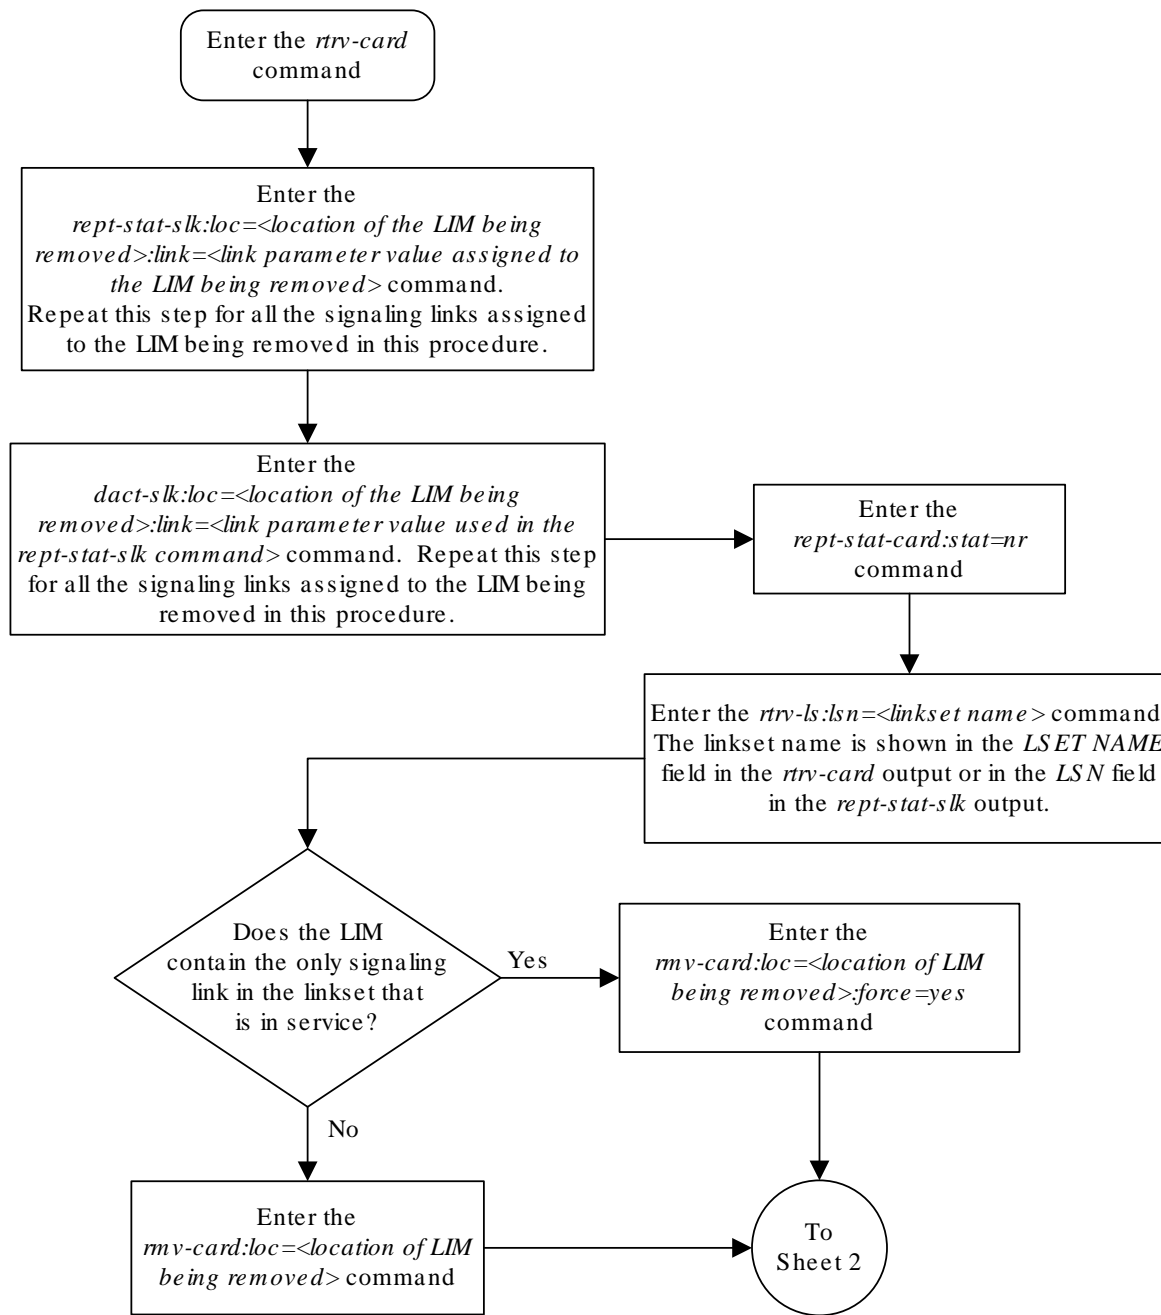 Enter the rtrv-card
command
Enter the
rept-stat-slk:loc=<location of the LIM being
removed>:link=<link parameter value assigned to
the LIM being removed> command.
Repeat this step for all the signaling links assigned
to the LIM being removed in this procedure.
Enter the
dact-slk:loc=<location of the LIM being
removed>:link=<link parameter value used in the
rept-stat-slk command> command.  Repeat this step
for all the signaling links assigned to the LIM being
removed in this procedure.
Enter the
rept-stat-card:stat=nr
command
Enter the rtrv-ls:lsn=<linkset name> command
The linkset name is shown in the LSET NAME
field in the rtrv-card output or in the LSN field
in the rept-stat-slk output.
Does the LIM
contain the only signaling
link in the linkset that
is in service?
Yes
Enter the
rmv-card:loc=<location of LIM
being removed>:force=yes
command
No
Enter the
rmv-card:loc=<location of LIM
being removed> command
To
Sheet 2